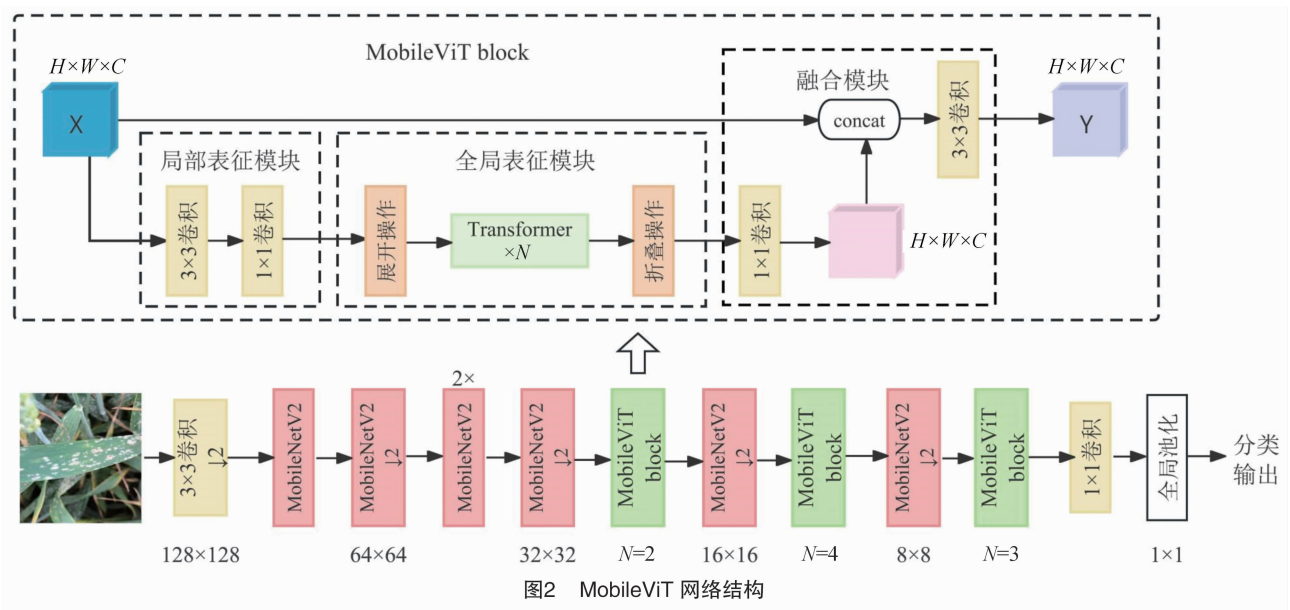 MobileViT block
H×W×C
X
局部表征模块
3×3卷积
1×1卷积
全局表征模块
展开操作
Transformer
×N
折叠操作
融合模块
1×1卷积
H×W×C
concat
3×3卷积
H×W×C
Y
3×3卷积
↓2
128×128
MobileNetV2
MobileNetV2
↓2
64×64
2×
MobileNetV2
MobileNetV2
↓2
32×32
MobileViT
block
N=2
MobileNetV2
↓2
16×16
MobileViT
block
N=4
MobileNetV2
↓2
8×8
MobileViT
block
N=3
1×1卷积
全局池化
1×1
分类
输出
图2 MobileViT 网络结构